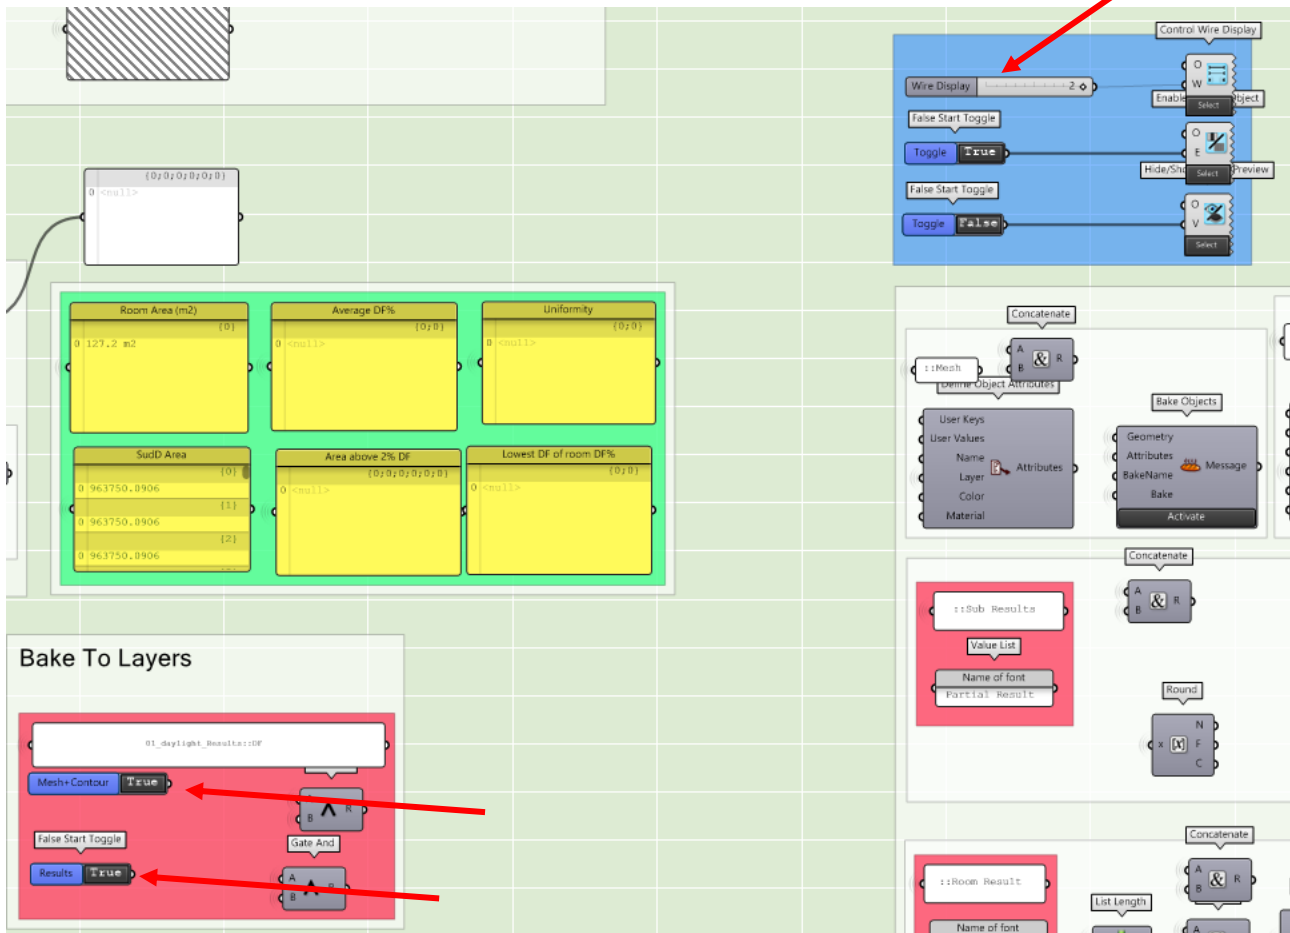 Control Wire Display
Wire Display
2
O
W
Select
Enable
bject
False Start Toggle
Toggle
True
O
E
Select
Hide/Sho
Preview
False Start Toggle
Toggle
False
O
V
Select
{0;0;0;0;0;0}
0 <null>
Room Area (m2)
{0}
0 127.2 m2
Average DF%
{0;0}
0 <null>
Uniformity
{0;0}
0 <null>
SudD Area
{0}
0 963750.0906
{1}
0 963750.0906
{2}
0 963750.0906
Area above 2% DF
{0;0;0;0;0;0}
0 <null>
Lowest DF of room DF%
{0;0}
0 <null>
Concatenate
A
B
R
::Mesh
Define Object Attributes
User Keys
User Values
Name
Layer
Color
Material
Attributes
Bake Objects
Geometry
Attributes
BakeName
Bake
Message
Activate
Concatenate
A
B
R
::Sub Results
Value List
Name of font
Partial Result
Round
x
N
F
C
Bake To Layers
01_daylight_Results::DF
Mesh+Contour
True
B
R
False Start Toggle
Results
True
Gate And
A
B
Concatenate
A
B
R
::Room Result
List Length
Name of font
A